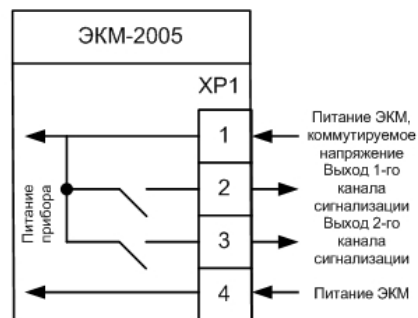 ЭКМ-2005
XP1
1
Питание ЭКМ,
коммутируемое
напряжение
2
Выход 1-го
канала
сигнализации
3
Выход 2-го
канала
сигнализации
4
Питание ЭКМ
Питание
прибора